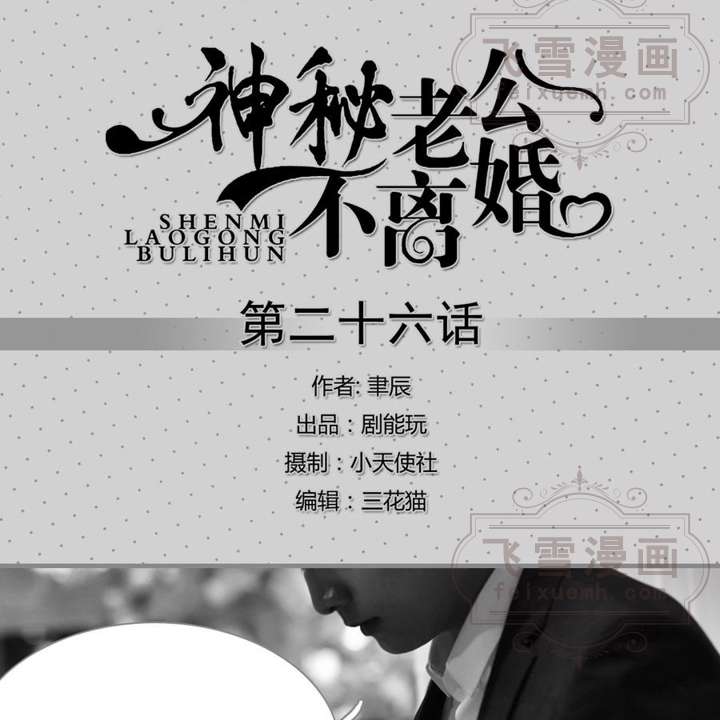 飞雪漫画
feixuemh.com
神秘老公
不离婚
SHENMI
LAOGONG
BULIHUN
第二十六话
作者: 聿辰
出品：剧能玩
摄制：小天使社
编辑：三花猫
飞雪漫画
feixuemh.com